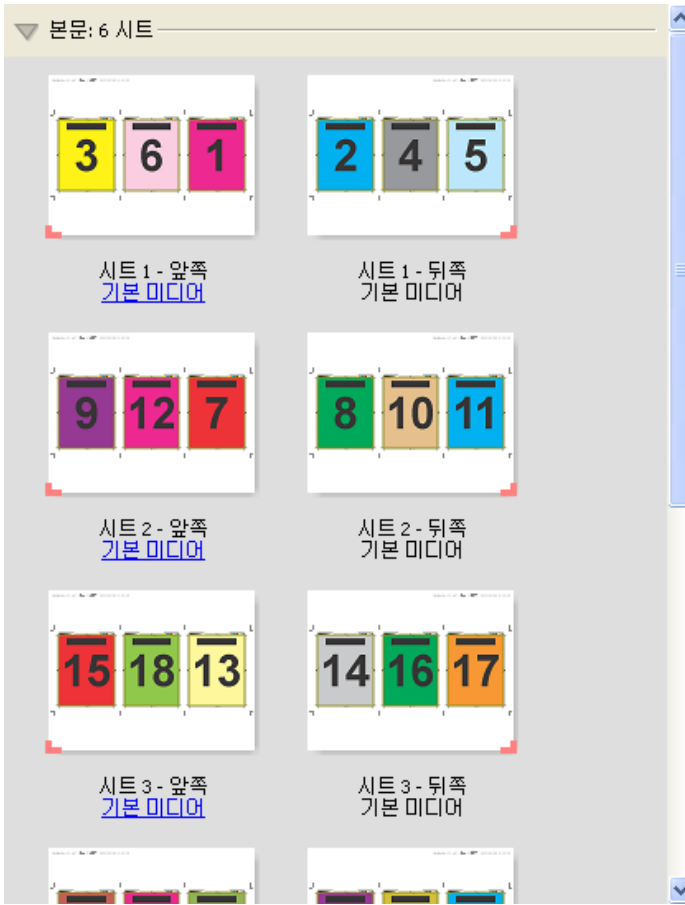 본문: 6 시트
3 6 1
2 4 5
시트 1 - 앞쪽
기본 미디어
시트 1 - 뒤쪽
기본 미디어
9 12 7
8 10 11
시트 2 - 앞쪽
기본 미디어
시트 2 - 뒤쪽
기본 미디어
15 18 13
14 16 17
시트 3 - 앞쪽
기본 미디어
시트 3 - 뒤쪽
기본 미디어